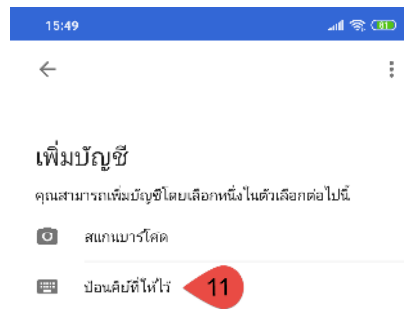 15:49
81
เพิ่มบัญชี
คุณสามารถเพิ่มบัญชีโดยเลือกหนึ่งในตัวเลือกต่อไปนี้
สแกนบาร์โค้ด
ป้อนคีย์ที่ให้ไว้
11